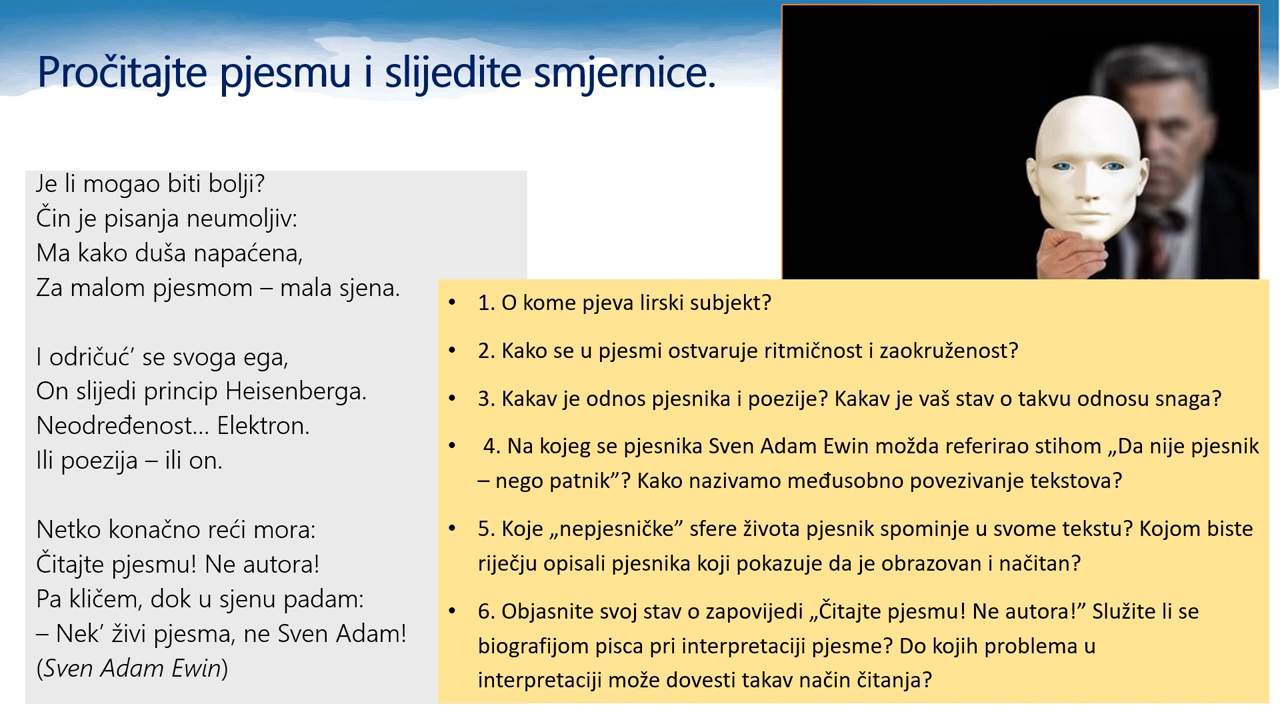 Pročitajte pjesmu i slijedite smjernice.
Je li mogao biti bolji?
Čin je pisanja neumoljiv:
Ma kako duša napaćena,
Za malom pjesmom – mala sjena.
I odričuć’ se svoga ega,
On slijedi princip Heisenberga.
Neodređenost... Elektron.
Ili poezija – ili on.
Netko konačno reći mora:
Čitajte pjesmu! Ne autora!
Pa kličem, dok u sjenu padam:
– Nek’ živi pjesma, ne Sven Adam!
(Sven Adam Ewin)
• 1. O kome pjeva lirski subjekt?
• 2. Kako se u pjesmi ostvaruje ritmičnost i zaokruženost?
• 3. Kakav je odnos pjesnika i poezije? Kakav je vaš stav o takvu odnosu snaga?
• 4. Na kojeg se pjesnika Sven Adam Ewin možda referirao stihom „Da nije pjesnik
– nego patnik”? Kako nazivamo međusobno povezivanje tekstova?
• 5. Koje „nepjesničke” sfere života pjesnik spominje u svome tekstu? Kojom biste
riječju opisali pjesnika koji pokazuje da je obrazovan i načitan?
• 6. Objasnite svoj stav o zapovijedi „Čitajte pjesmu! Ne autora!” Služite li se
biografijom pisca pri interpretaciji pjesme? Do kojih problema u
interpretaciji može dovesti takav način čitanja?